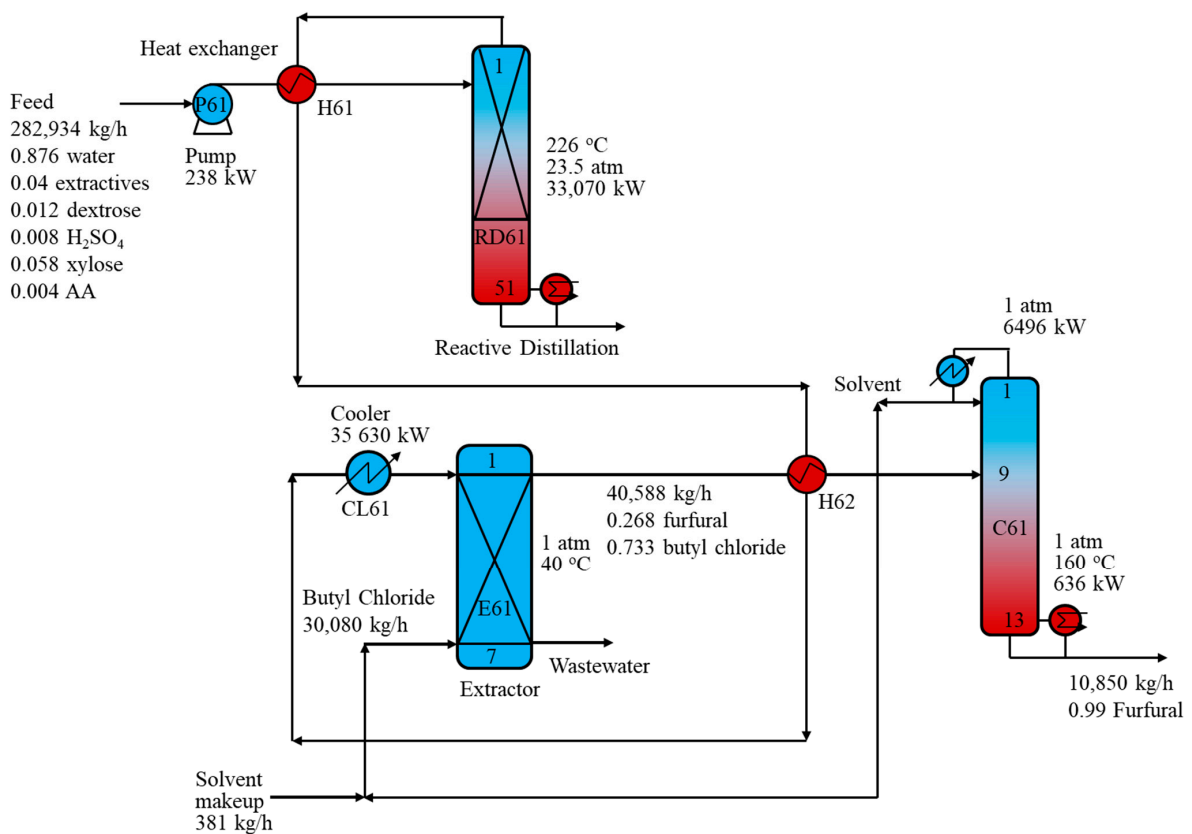 Heat exchanger
Feed
282,934 kg/h
0.876 water
0.04 extractives
0.012 dextrose
0.008 H₂SO₄
0.058 xylose
0.004 AA
P61
Pump
238 kW
H61
1
RD61
51
226 °C
23.5 atm
33,070 kW
Reactive Distillation
Solvent
1 atm
6496 kW
1
9
C61
13
1 atm
160 °C
636 kW
10,850 kg/h
0.99 Furfural
Cooler
35 630 kW
CL61
1
E61
7
1 atm
40 °C
40,588 kg/h
0.268 furfural
0.733 butyl chloride
H62
Butyl Chloride
30,080 kg/h
Wastewater
Extractor
Solvent
makeup
381 kg/h